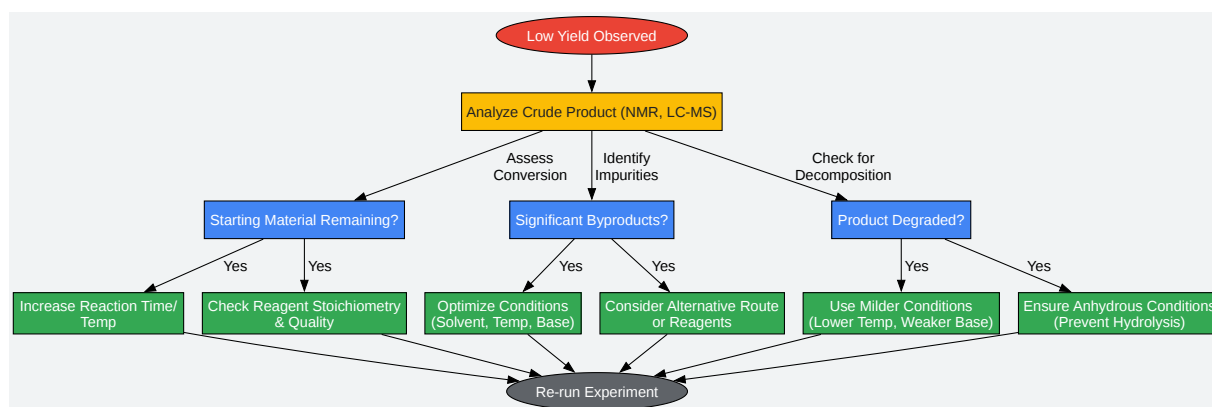 Low Yield Observed
Analyze Crude Product (NMR, LC-MS)
Assess
Conversion
Identify
Impurities
Check for
Decomposition
Starting Material Remaining?
Significant Byproducts?
Product Degraded?
Yes
Yes
Yes
Yes
Yes
Yes
Increase Reaction Time/
Temp
Check Reagent Stoichiometry
& Quality
Optimize Conditions
(Solvent, Temp, Base)
Consider Alternative Route
or Reagents
Use Milder Conditions
(Lower Temp, Weaker Base)
Ensure Anhydrous Conditions
(Prevent Hydrolysis)
Re-run Experiment